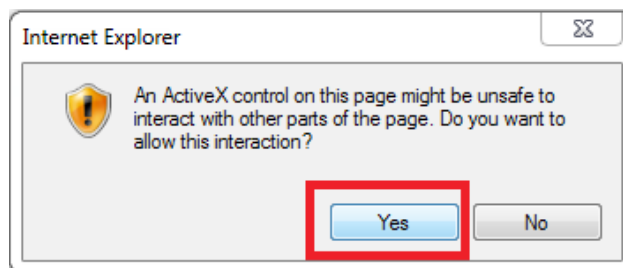 Internet Explorer
An ActiveX control on this page might be unsafe to
interact with other parts of the page. Do you want to
allow this interaction?
Yes
No